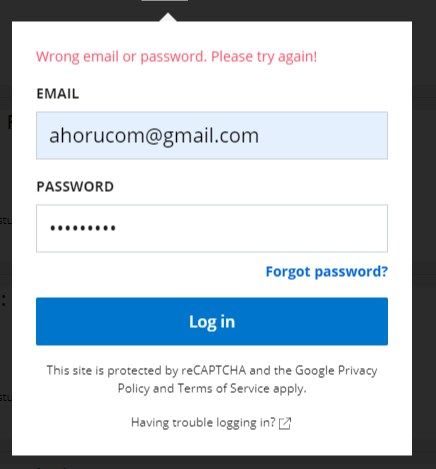 Wrong email or password. Please try again!
EMAIL
ahorucom@gmail.com
PASSWORD
•••••••••
Forgot password?
Log in
This site is protected by reCAPTCHA and the Google Privacy
Policy and Terms of Service apply.
Having trouble logging in?